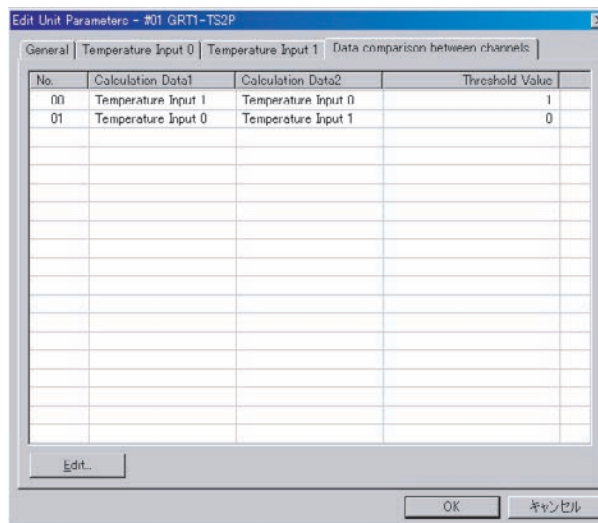 Edit Unit Parameters - #01 GRT1-TS2P
General Temperature Input 0 Temperature Input 1 Data comparison between channels
No. Calculation Data1 Calculation Data2 Threshold Value
00 Temperature Input 1 Temperature Input 0 1
01 Temperature Input 0 Temperature Input 1 0
Edit...
OK キャンセル